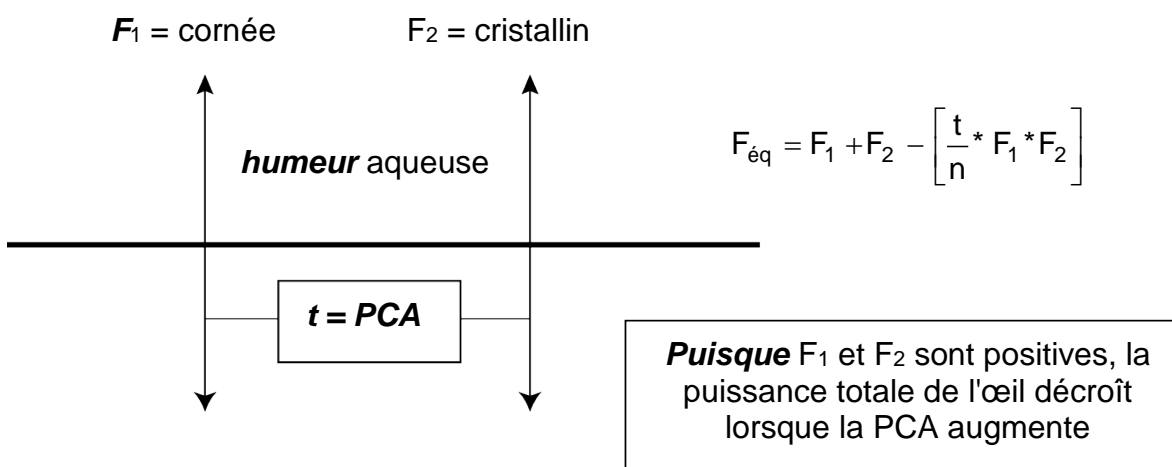 F1 = cornée F2 = cristallin
humeur aqueuse
Féq = F1 +F2 − [t/n * F1 *F2]
t = PCA
Puisque F1 et F2 sont positives, la
puissance totale de l'œil décroît
lorsque la PCA augmente